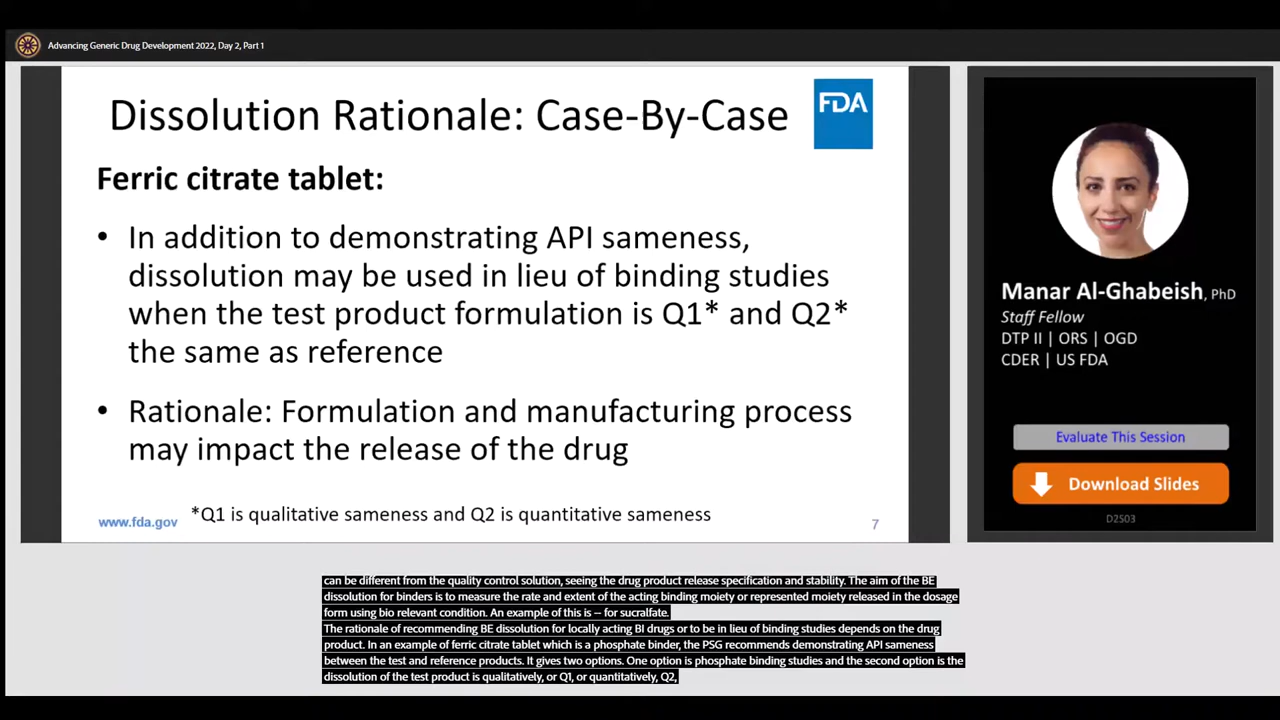 Advancing Generic Drug Development 2022, Day 2, Part 1
Dissolution Rationale: Case-By-Case
FDA
Ferric citrate tablet:
• In addition to demonstrating API sameness,
dissolution may be used in lieu of binding studies
when the test product formulation is Q1* and Q2*
the same as reference
• Rationale: Formulation and manufacturing process
may impact the release of the drug
*Q1 is qualitative sameness and Q2 is quantitative sameness
www.fda.gov
7
Manar Al-Ghabeish, PhD
Staff Fellow
DTP II | ORS | OGD
CDER | US FDA
Evaluate This Session
Download Slides
D2S03
can be different from the quality control solution, seeing the drug product release specification and stability. The aim of the BE
dissolution for binders is to measure the rate and extent of the acting binding moiety or represented moiety released in the dosage
form using bio relevant condition. An example of this is -- for sucralfate.
The rationale of recommending BE dissolution for locally acting BI drugs or to be in lieu of binding studies depends on the drug
product. In an example of ferric citrate tablet which is a phosphate binder, the PSG recommends demonstrating API sameness
between the test and reference products. It gives two options. One option is phosphate binding studies and the second option is the
dissolution of the test product is qualitatively, or Q1, or quantitatively, Q2,